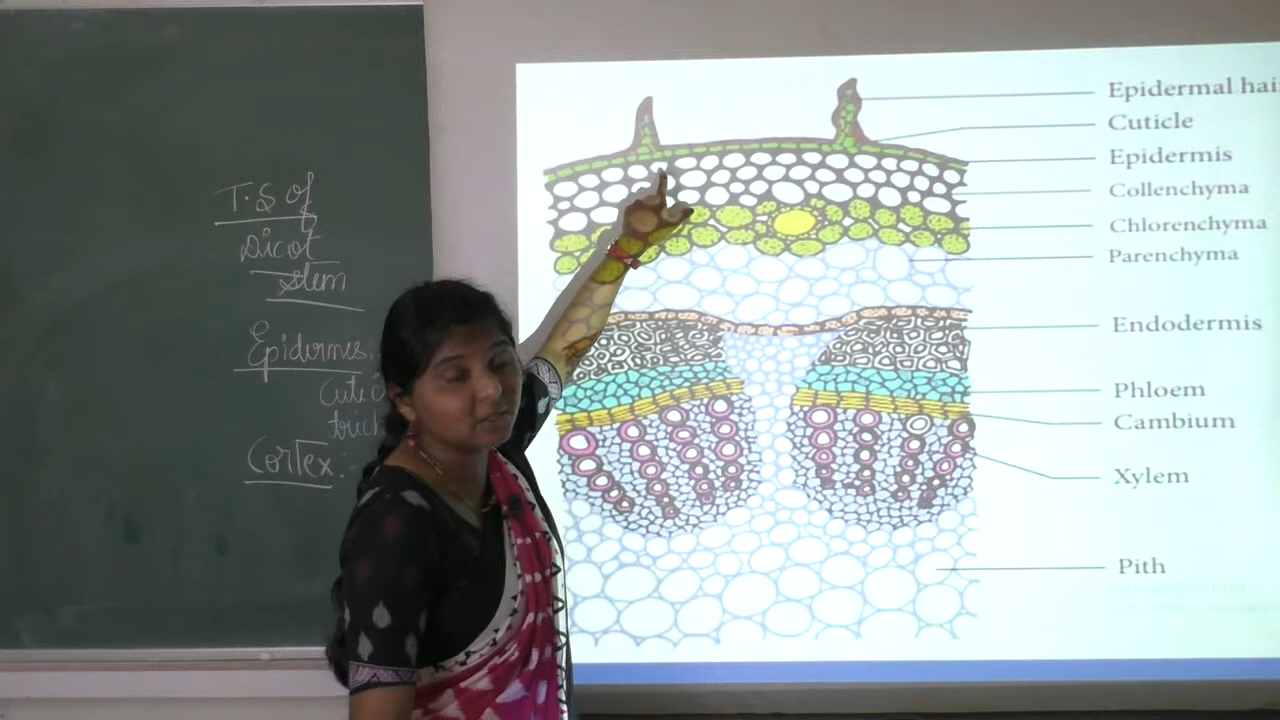 T.S of
Dicot
stem
Epidermis
Cortex:
Epidermal hai
Cuticle
Epidermis
Collenchyma
Chlorenchyma
Parenchyma
Endodermis
Phloem
Cambium
Xylem
Pith